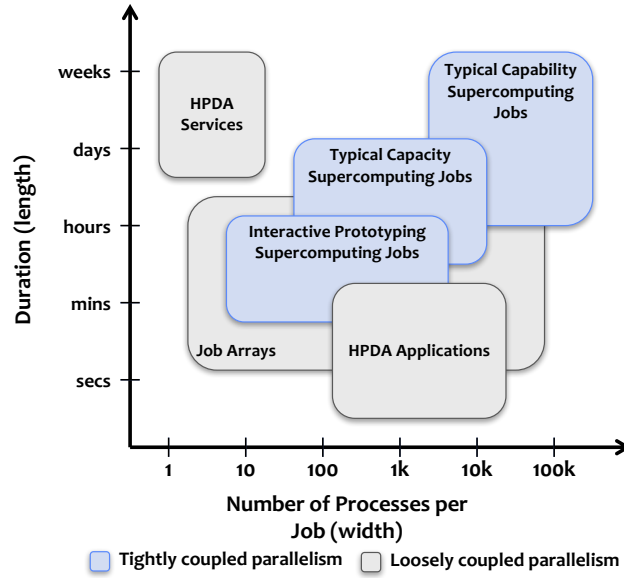 Duration (length)
weeks
days
hours
mins
secs
HPDA
Services
Typical Capability
Supercomputing
Jobs
Typical Capacity
Supercomputing Jobs
Interactive Prototyping
Supercomputing Jobs
Job Arrays
HPDA Applications
1
10
100
1k
10k
100k
Number of Processes per
Job (width)
Tightly coupled parallelism
Loosely coupled parallelism